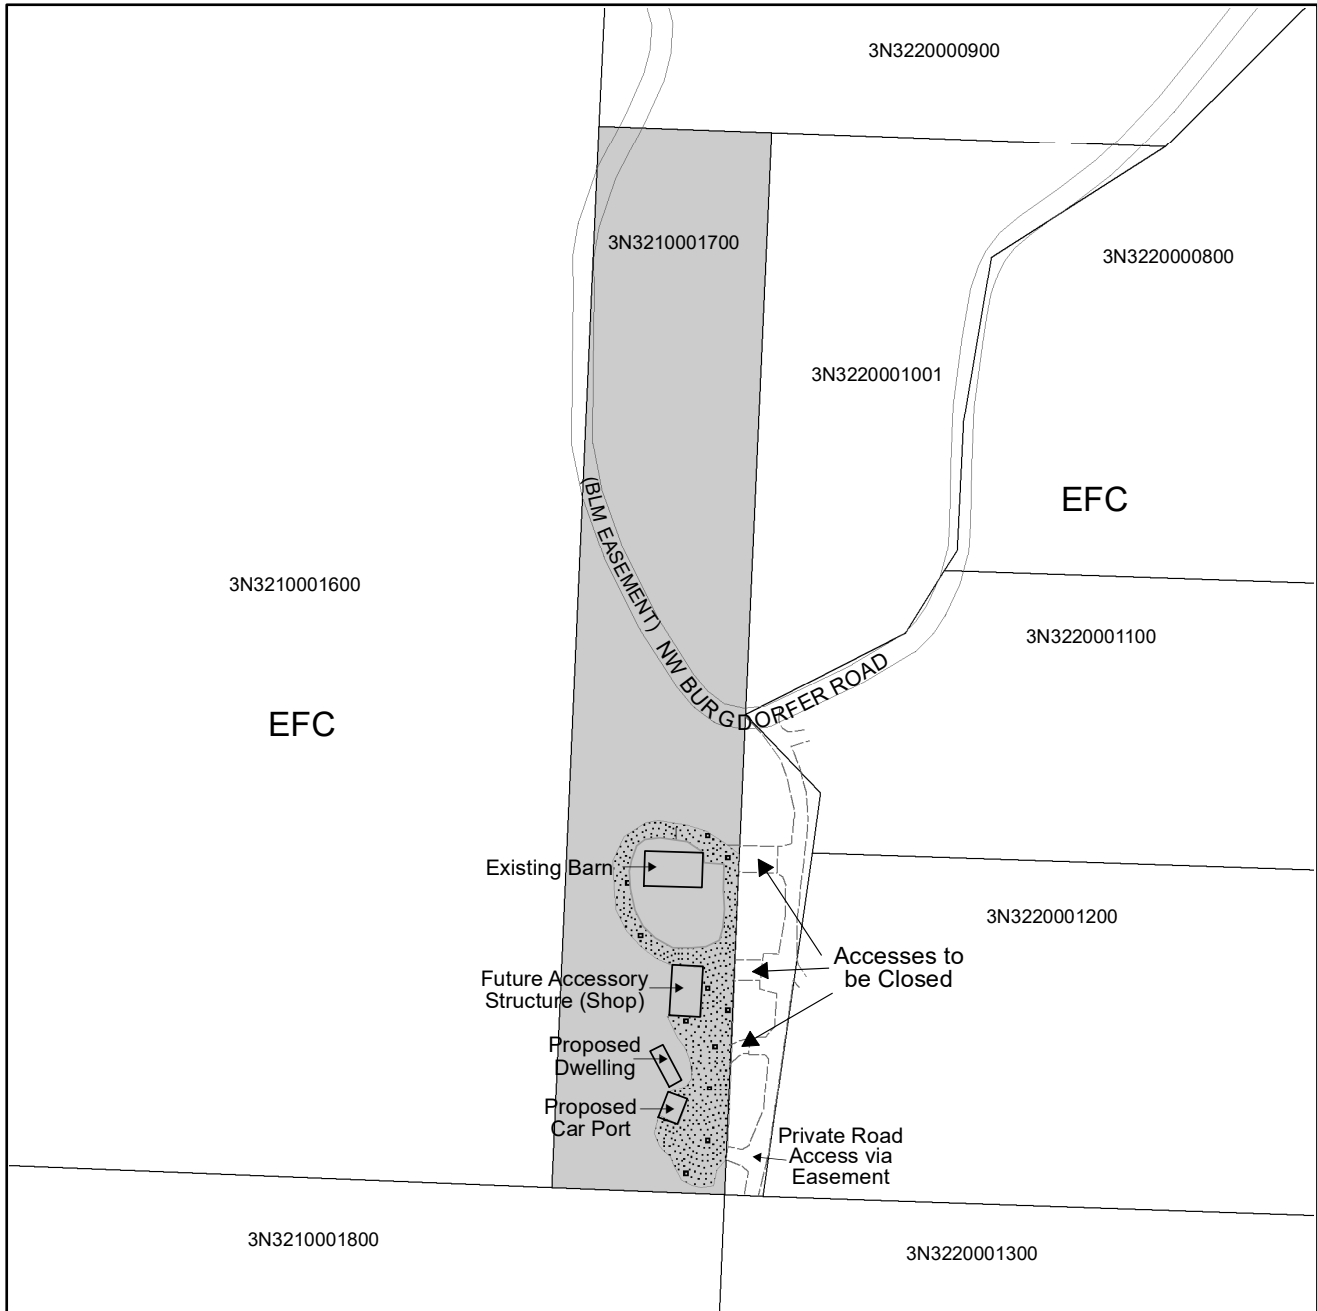 3N3220000900
3N3210001700
3N3220000800
3N3220001001
EFC
(BLM EASEMENT) NW BURGDORFER ROAD
3N3210001600
3N3220001100
EFC
Existing Barn
3N3220001200
Accesses to
be Closed
Future Accessory
Structure (Shop)
Proposed
Dwelling
Proposed
Car Port
Private Road
Access via
Easement
3N3210001800
3N3220001300